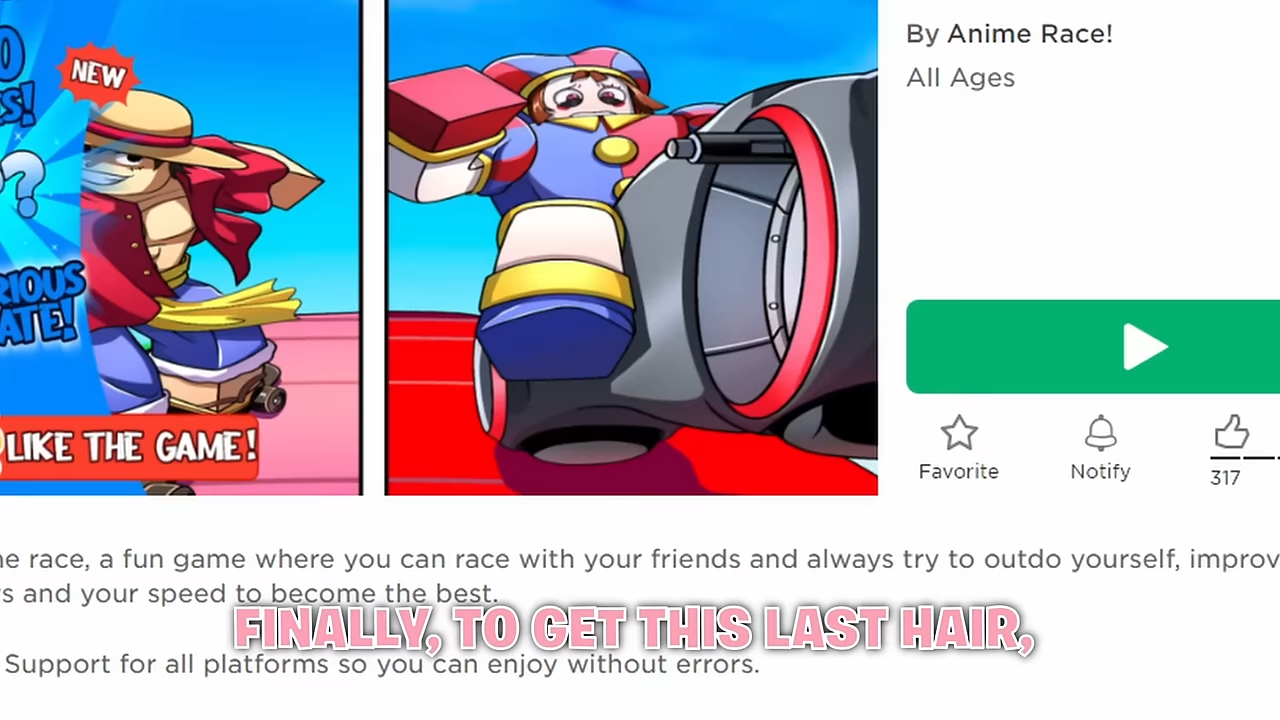 NEW
LIKE THE GAME!
By Anime Race!
All Ages
Favorite
Notify
317
race, a fun game where you can race with your friends and always try to outdo yourself,
and your speed to become the best.
FINALLY, TO GET THIS LAST HAIR,
Support for all platforms so you can enjoy without errors.